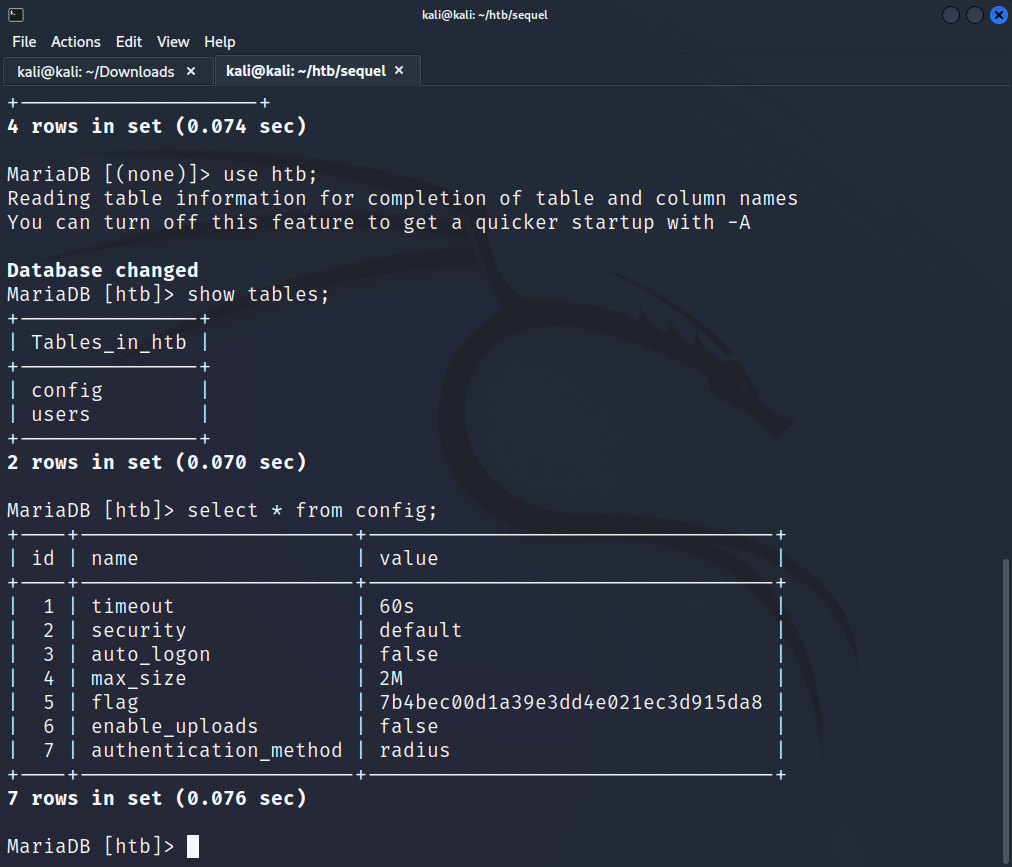 kali@kali: ~/htb/sequel
File Actions Edit View Help
kali@kali: ~/Downloads × kali@kali: ~/htb/sequel ×
+--------------------+
4 rows in set (0.074 sec)
MariaDB [(none)]> use htb;
Reading table information for completion of table and column names
You can turn off this feature to get a quicker startup with -A
Database changed
MariaDB [htb]> show tables;
+---------------+
| Tables_in_htb |
+---------------+
| config        |
| users         |
+---------------+
2 rows in set (0.070 sec)
MariaDB [htb]> select * from config;
+----+-----------------------+----------------------------------+
| id | name                  | value                            |
+----+-----------------------+----------------------------------+
|  1 | timeout               | 60s                              |
|  2 | security              | default                          |
|  3 | auto_logon            | false                            |
|  4 | max_size              | 2M                               |
|  5 | flag                  | 7b4bec00d1a39e3dd4e021ec3d915da8 |
|  6 | enable_uploads        | false                            |
|  7 | authentication_method | radius                           |
+----+-----------------------+----------------------------------+
7 rows in set (0.076 sec)
MariaDB [htb]>